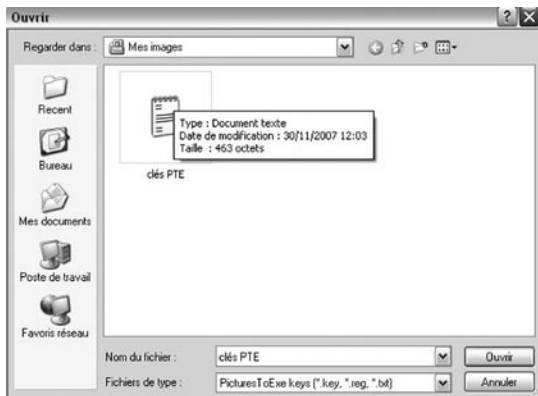 Ouvrir
Regarder dans :
Mes images
Recent
Bureau
Mes documents
Poste de travail
Favoris réseau
Type : Document texte
Date de modification : 30/11/2007 12:03
Taille : 463 octets
clés PTE
Nom du fichier :
clés PTE
Ouvrir
Fichiers de type :
PicturesToExe keys (*.key, *.reg, *.txt)
Annuler